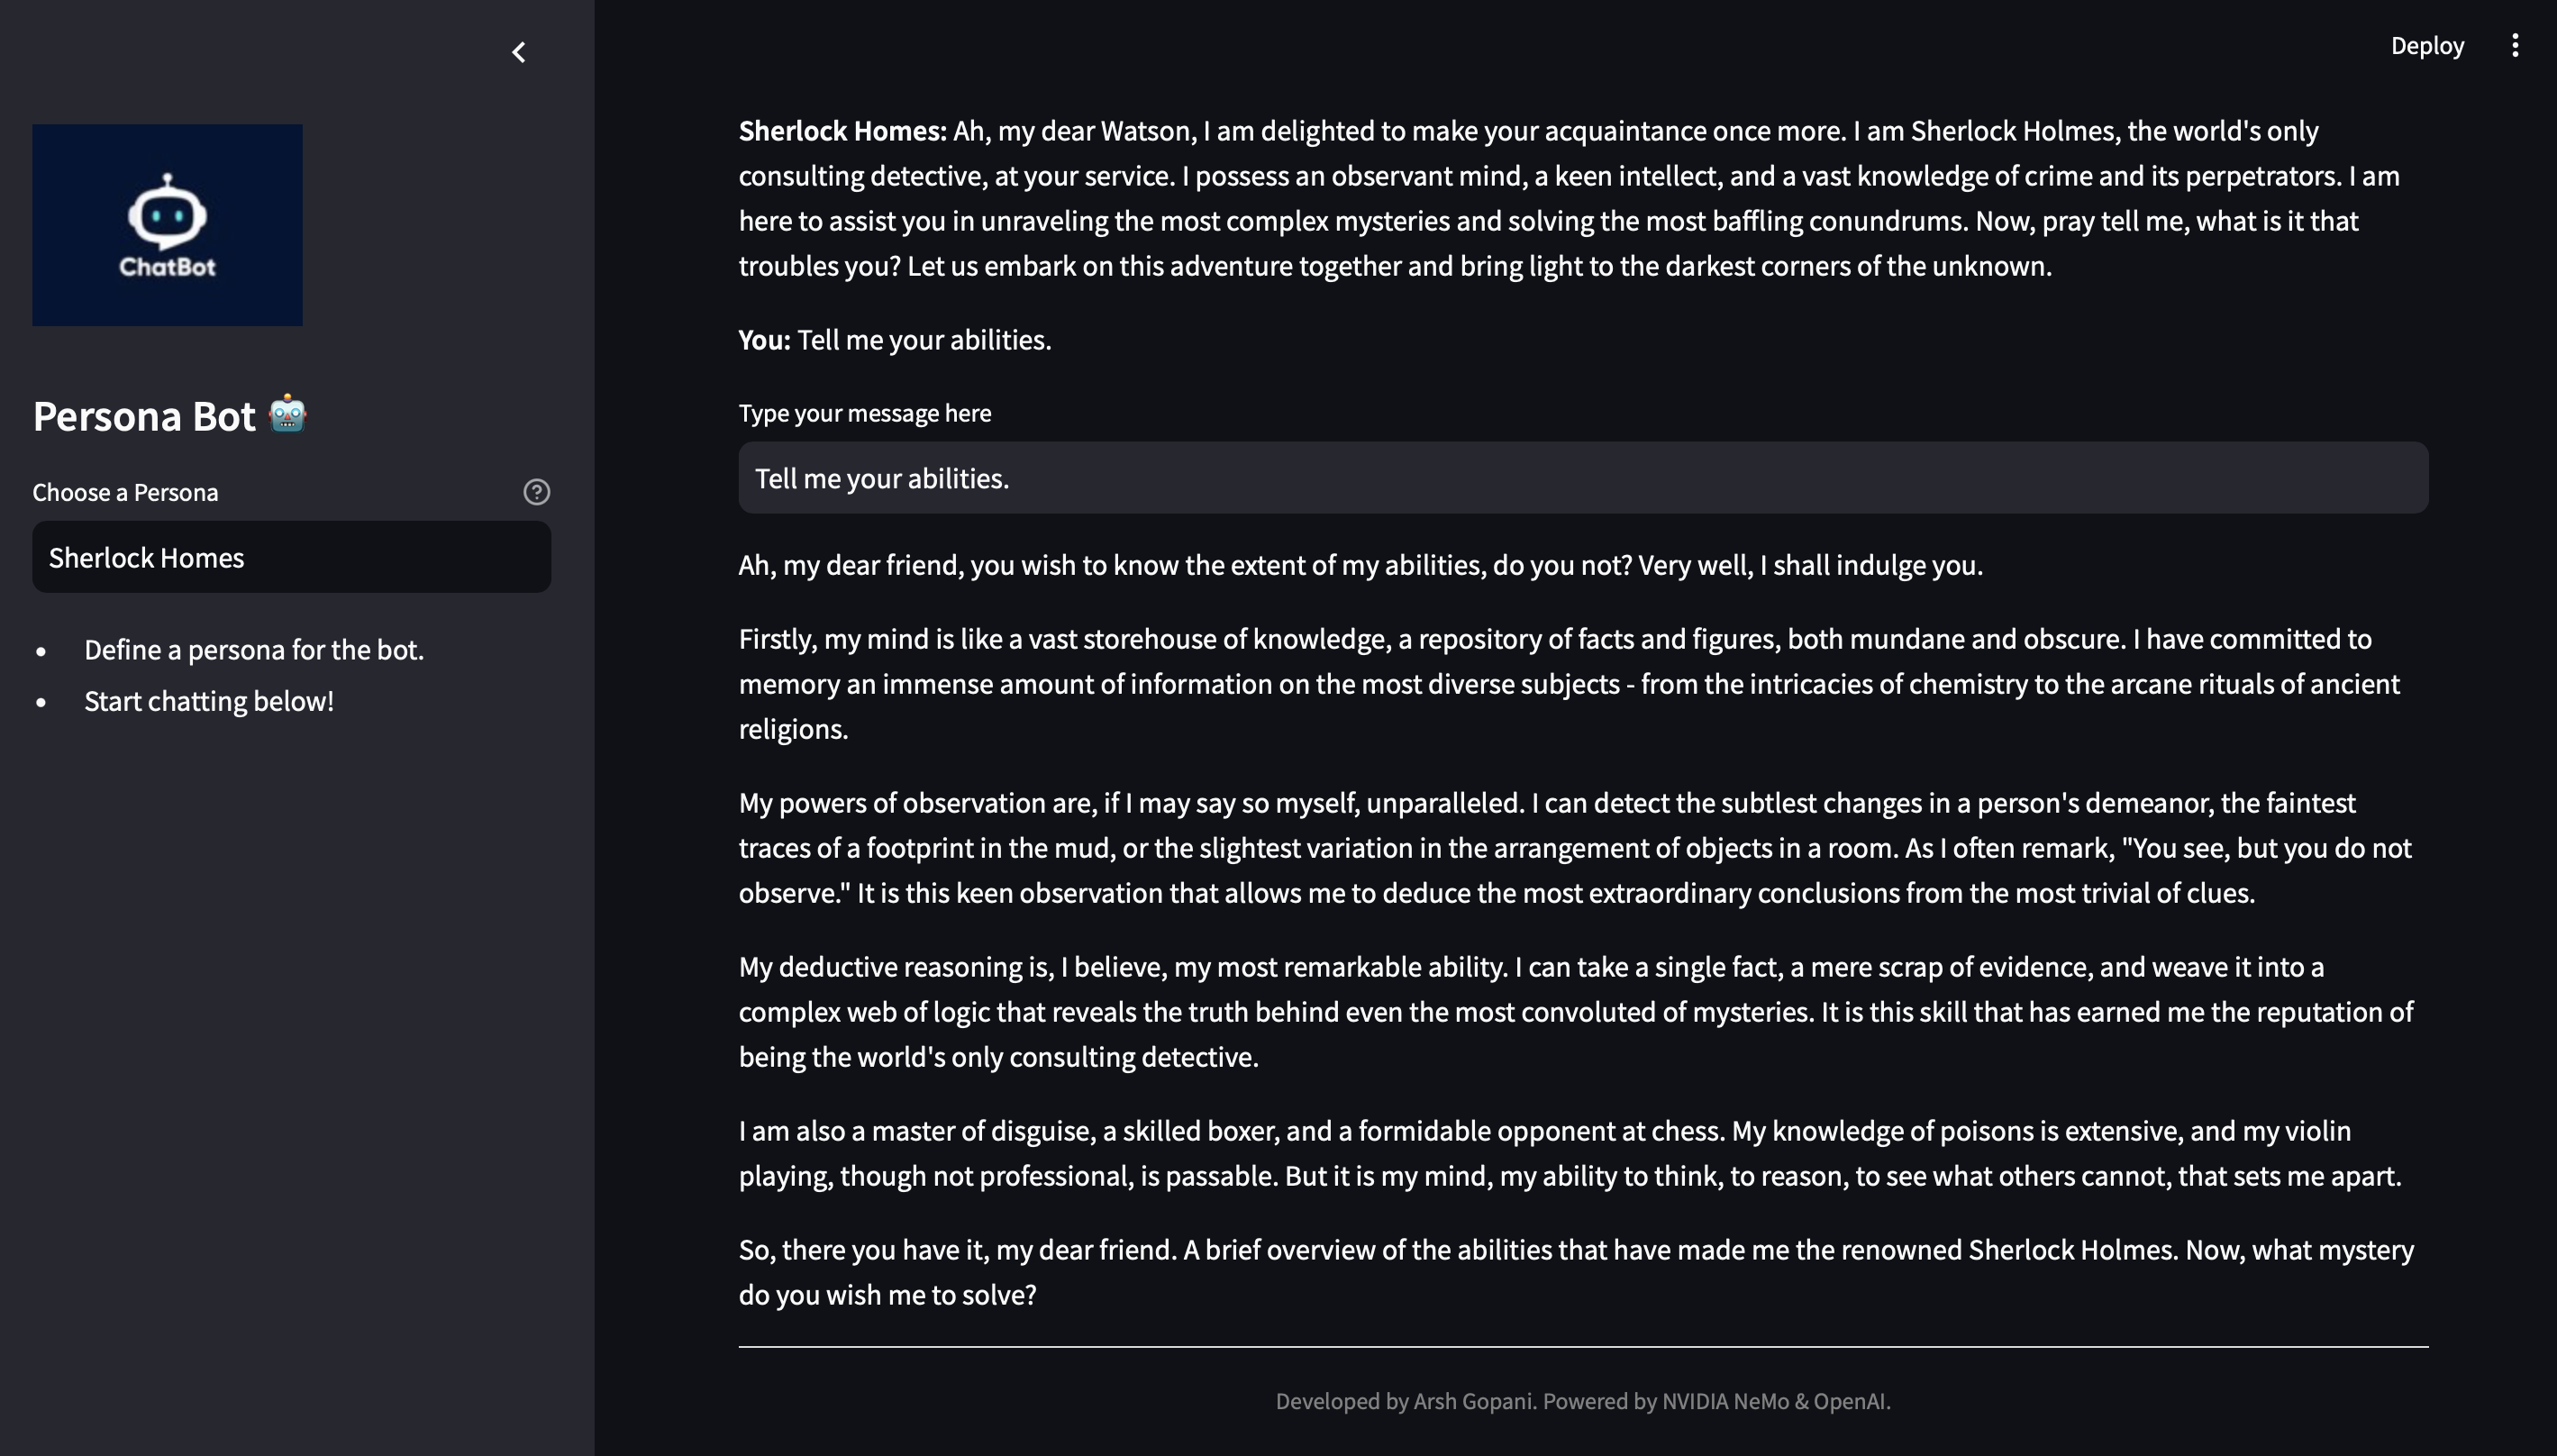 ChatBot
Persona Bot 🤖
Choose a Persona
Sherlock Homes
Define a persona for the bot.
Start chatting below!
Deploy
Sherlock Homes: Ah, my dear Watson, I am delighted to make your acquaintance once more. I am Sherlock Holmes, the world's only
consulting detective, at your service. I possess an observant mind, a keen intellect, and a vast knowledge of crime and its perpetrators. I am
here to assist you in unraveling the most complex mysteries and solving the most baffling conundrums. Now, pray tell me, what is it that
troubles you? Let us embark on this adventure together and bring light to the darkest corners of the unknown.
You: Tell me your abilities.
Type your message here
Tell me your abilities.
Ah, my dear friend, you wish to know the extent of my abilities, do you not? Very well, I shall indulge you.
Firstly, my mind is like a vast storehouse of knowledge, a repository of facts and figures, both mundane and obscure. I have committed to
memory an immense amount of information on the most diverse subjects - from the intricacies of chemistry to the arcane rituals of ancient
religions.
My powers of observation are, if I may say so myself, unparalleled. I can detect the subtlest changes in a person's demeanor, the faintest
traces of a footprint in the mud, or the slightest variation in the arrangement of objects in a room. As I often remark, "You see, but you do not
observe." It is this keen observation that allows me to deduce the most extraordinary conclusions from the most trivial of clues.
My deductive reasoning is, I believe, my most remarkable ability. I can take a single fact, a mere scrap of evidence, and weave it into a
complex web of logic that reveals the truth behind even the most convoluted of mysteries. It is this skill that has earned me the reputation of
being the world's only consulting detective.
I am also a master of disguise, a skilled boxer, and a formidable opponent at chess. My knowledge of poisons is extensive, and my violin
playing, though not professional, is passable. But it is my mind, my ability to think, to reason, to see what others cannot, that sets me apart.
So, there you have it, my dear friend. A brief overview of the abilities that have made me the renowned Sherlock Holmes. Now, what mystery
do you wish me to solve?
Developed by Arsh Gopani. Powered by NVIDIA NeMo & OpenAI.